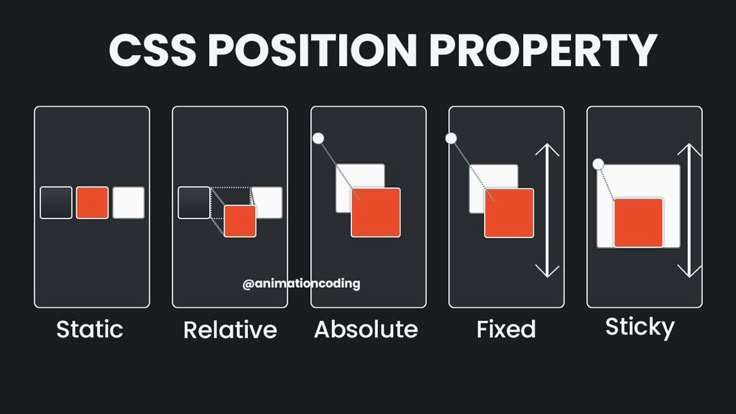 CSS POSITION PROPERTY
@animationcoding
Static
Relative
Absolute
Fixed
Sticky